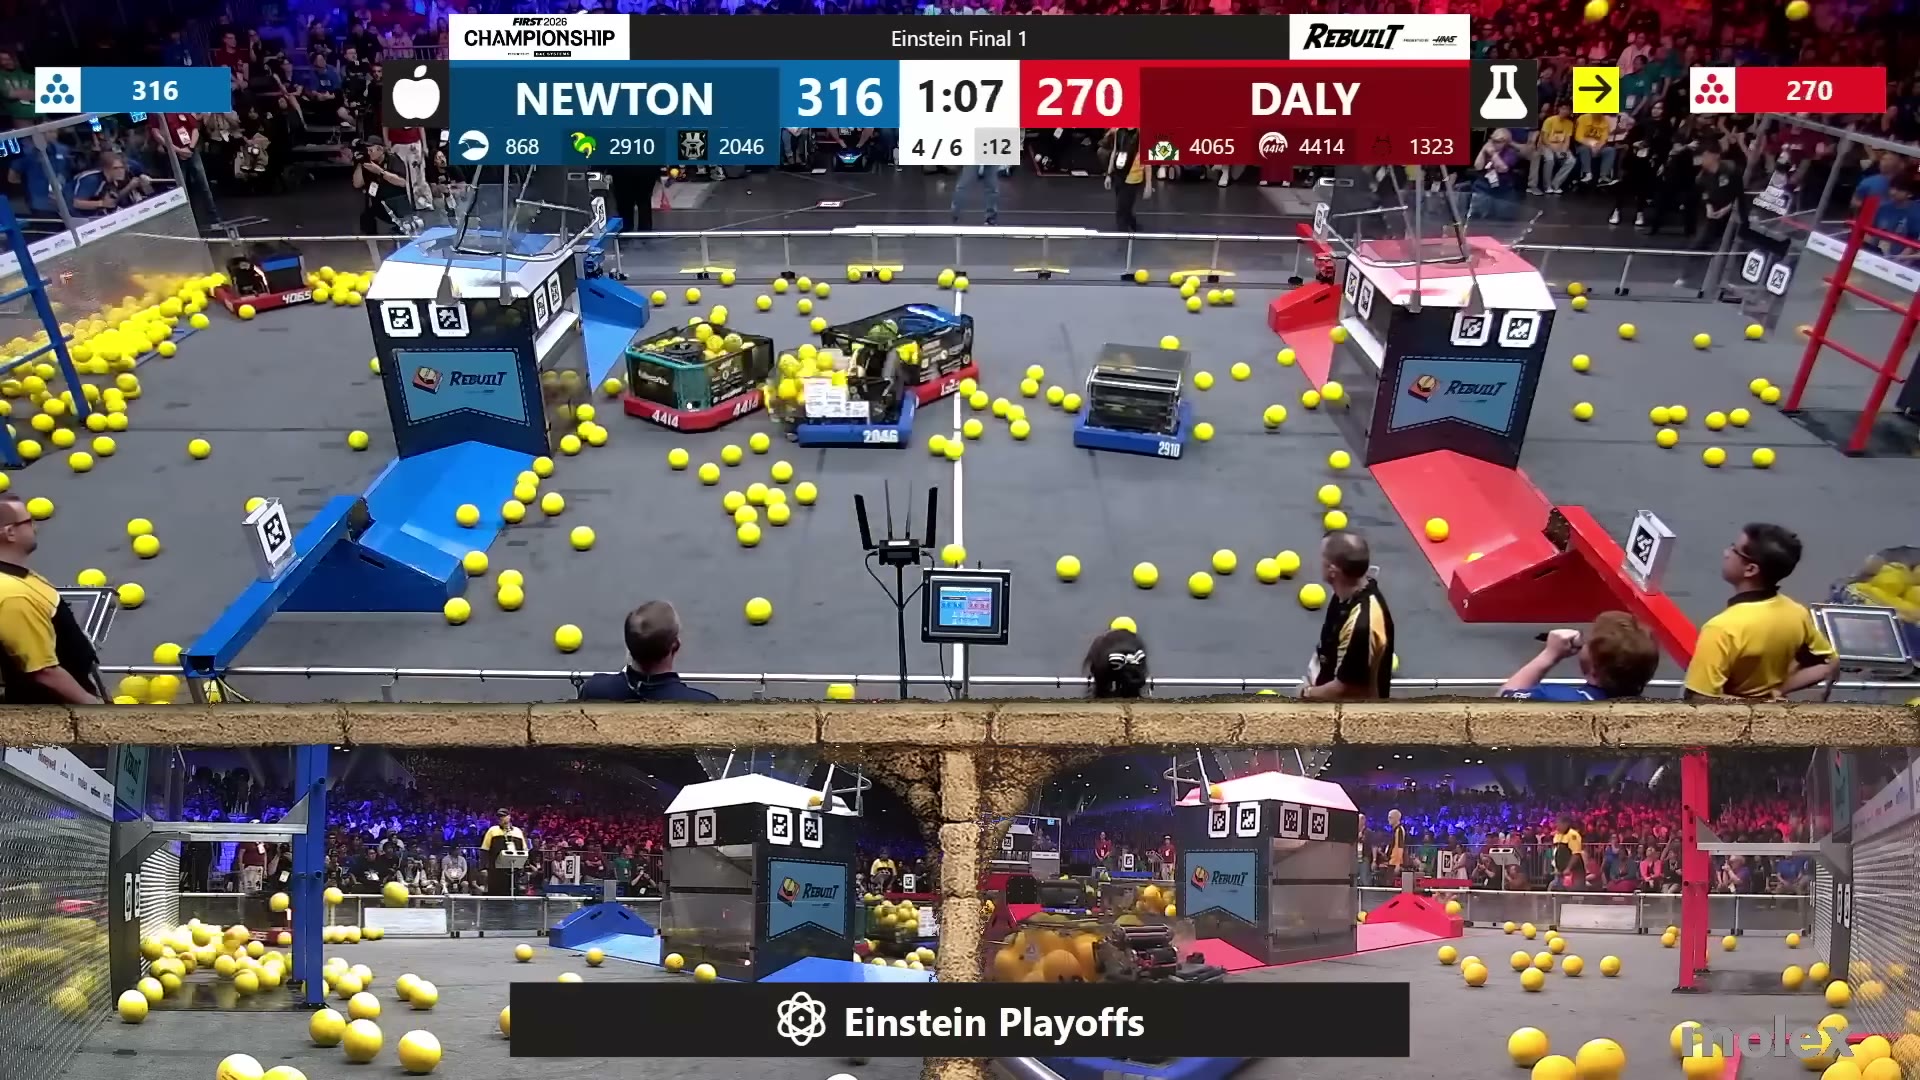 FIRST 2026
CHAMPIONSHIP
Einstein Final 1
REBUILT
316
NEWTON
316
1:07
270
DALY
270
868
2910
2046
4 / 6
:12
4065
4414
1323
4065
REBUILT
REBUILT
4414
4414
2046
2910
REBUILT
REBUILT
Einstein Playoffs
molex